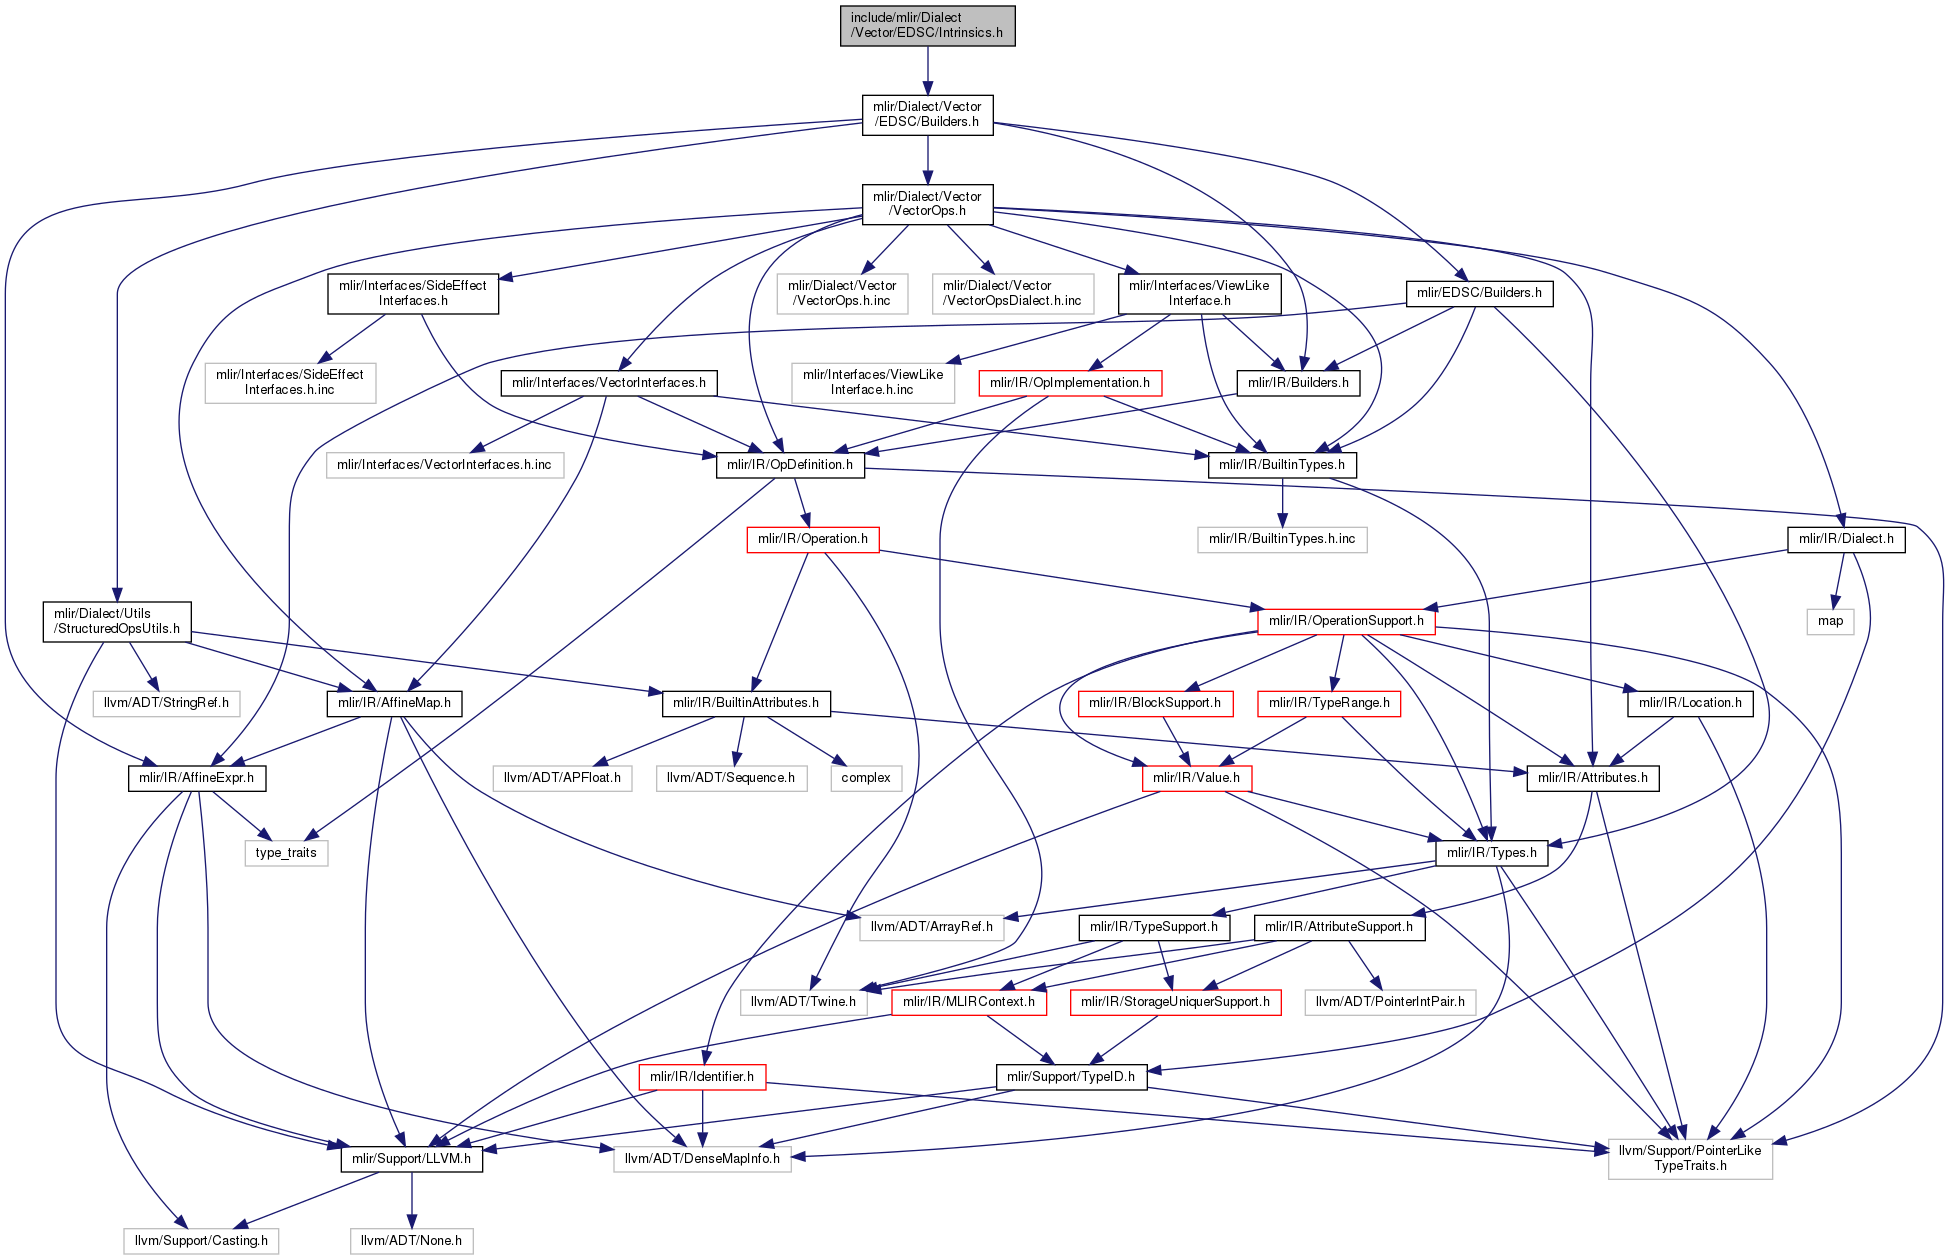 include/mlir/Dialect
/Vector/EDSC/Intrinsics.h
mlir/Dialect/Vector
/EDSC/Builders.h
mlir/Dialect/Vector
/VectorOps.h
mlir/Interfaces/SideEffect
Interfaces.h
mlir/Dialect/Vector
/VectorOps.h.inc
mlir/Dialect/Vector
/VectorOpsDialect.h.inc
mlir/Interfaces/ViewLike
Interface.h
mlir/EDSC/Builders.h
mlir/Interfaces/SideEffect
Interfaces.h.inc
mlir/Interfaces/VectorInterfaces.h
mlir/Interfaces/ViewLike
Interface.h.inc
mlir/IR/OpImplementation.h
mlir/IR/Builders.h
mlir/Interfaces/VectorInterfaces.h.inc
mlir/IR/OpDefinition.h
mlir/IR/BuiltinTypes.h
mlir/IR/Operation.h
mlir/IR/BuiltinTypes.h.inc
mlir/IR/Dialect.h
mlir/Dialect/Utils
/StructuredOpsUtils.h
mlir/IR/OperationSupport.h
map
llvm/ADT/StringRef.h
mlir/IR/AffineMap.h
mlir/IR/BuiltinAttributes.h
mlir/IR/BlockSupport.h
mlir/IR/TypeRange.h
mlir/IR/Location.h
mlir/IR/AffineExpr.h
llvm/ADT/APFloat.h
llvm/ADT/Sequence.h
complex
mlir/IR/Value.h
mlir/IR/Attributes.h
type_traits
mlir/IR/Types.h
llvm/ADT/ArrayRef.h
mlir/IR/TypeSupport.h
mlir/IR/AttributeSupport.h
llvm/ADT/Twine.h
mlir/IR/MLIRContext.h
mlir/IR/StorageUniquerSupport.h
llvm/ADT/PointerIntPair.h
mlir/IR/Identifier.h
mlir/Support/TypeID.h
mlir/Support/LLVM.h
llvm/ADT/DenseMapInfo.h
llvm/Support/PointerLike
TypeTraits.h
llvm/Support/Casting.h
llvm/ADT/None.h